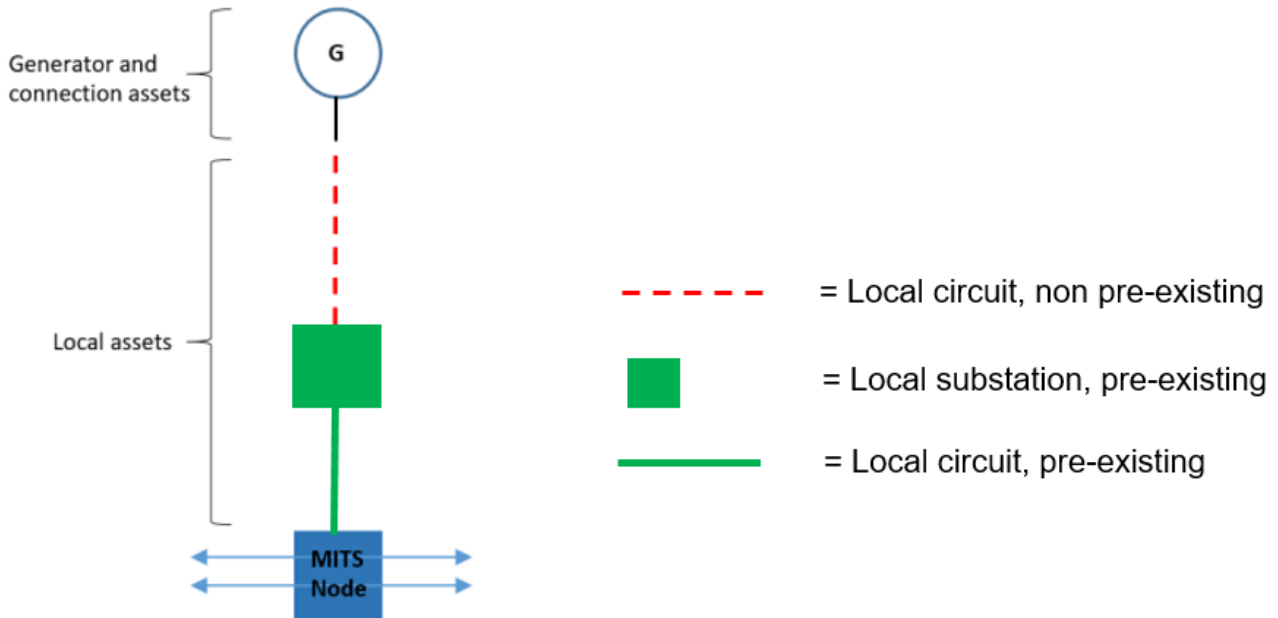 G
Generator and
connection assets
Local assets
MITS
Node
= Local circuit, non pre-existing
= Local substation, pre-existing
= Local circuit, pre-existing